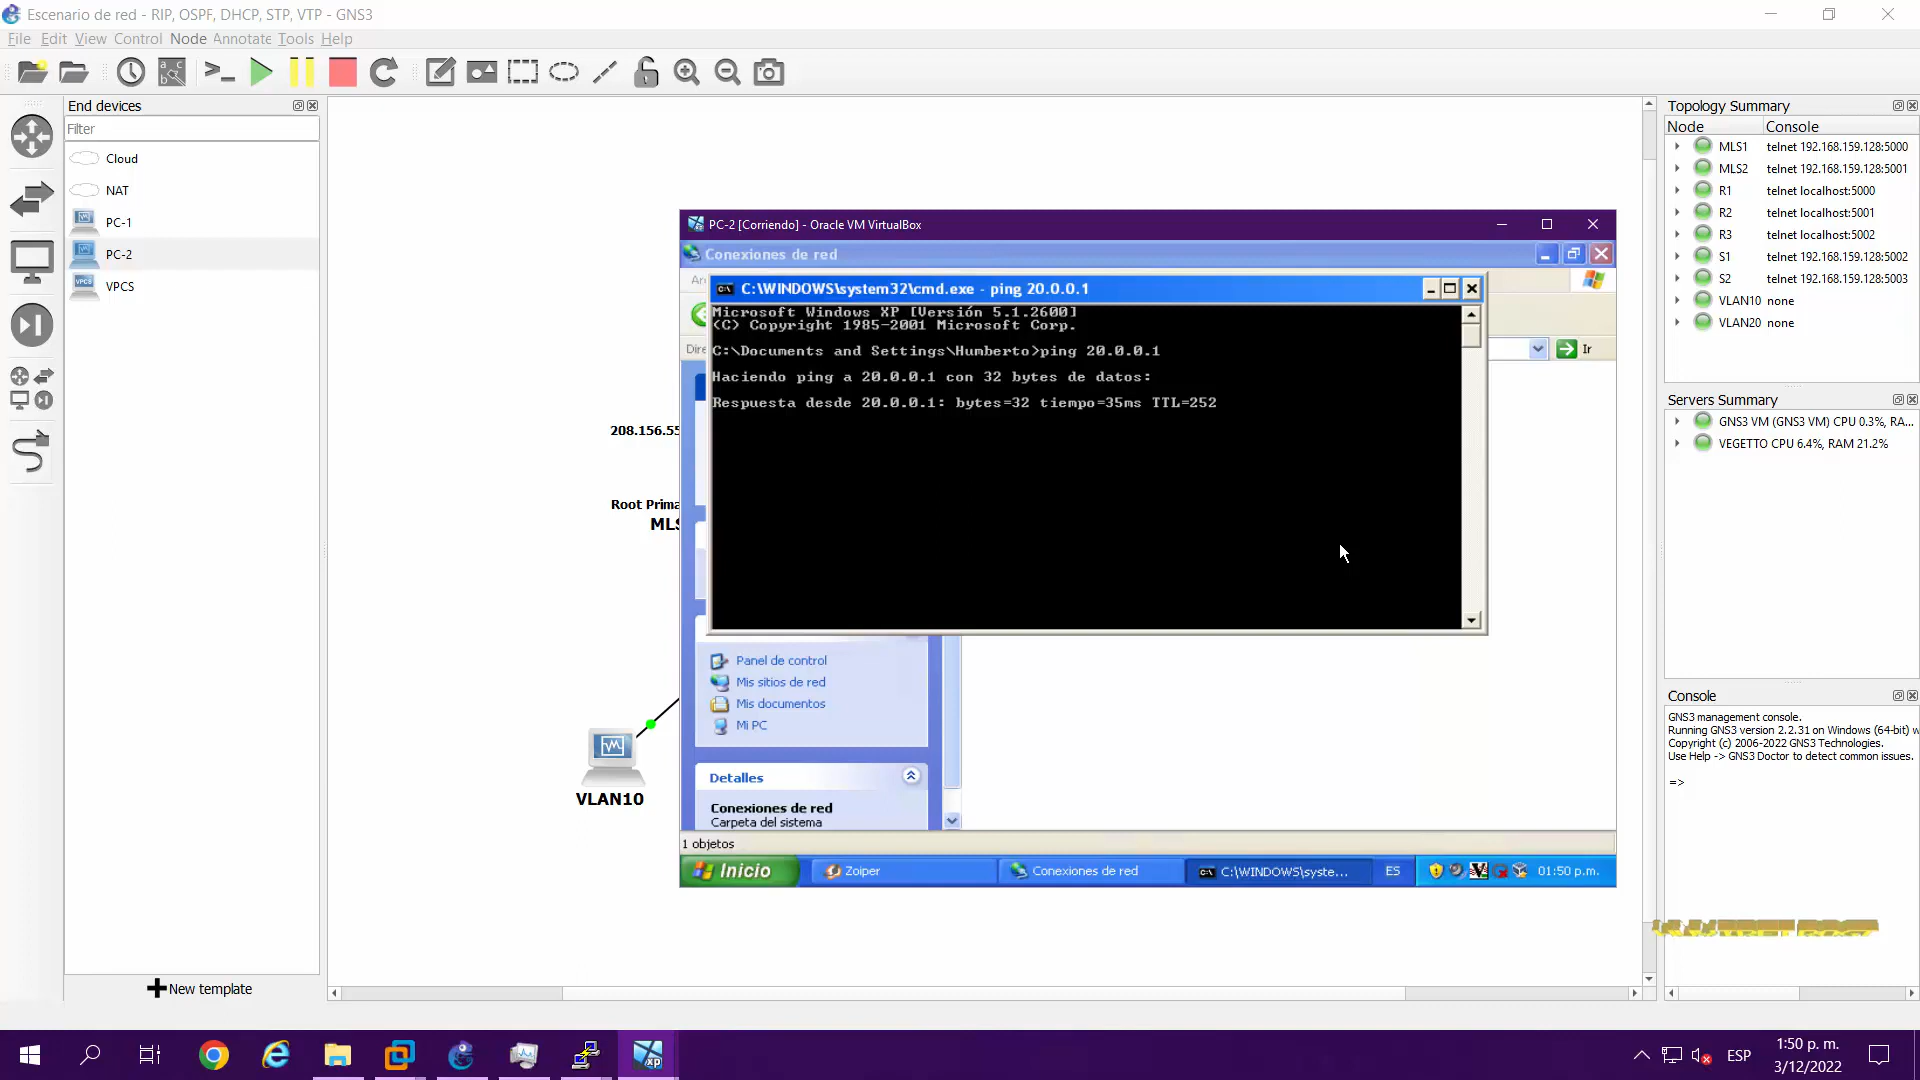 Escenario de red - RIP, OSPF, DHCP, STP, VTP - GNS3
File Edit View Control Node Annotate Tools Help
End devices
Filter
Cloud
NAT
PC-1
PC-2
VPCS
New template
208.156.55
Root Prima
MLS
VLAN10
PC-2 [Corriendo] - Oracle VM VirtualBox
Conexiones de red
C:\WINDOWS\system32\cmd.exe - ping 20.0.0.1
Microsoft Windows XP [Versión 5.1.2600]
(C) Copyright 1985-2001 Microsoft Corp.
C:\Documents and Settings\Humberto>ping 20.0.0.1
Haciendo ping a 20.0.0.1 con 32 bytes de datos:
Respuesta desde 20.0.0.1: bytes=32 tiempo=35ms TTL=252
Ar
Dire
Ir
Panel de control
Mis sitios de red
Mis documentos
Mi PC
Detalles
Conexiones de red
Carpeta del sistema
1 objetos
Inicio
Zoiper
Conexiones de red
C:\WINDOWS\syste...
ES
01:50 p.m.
Topology Summary
Node Console
MLS1 telnet 192.168.159.128:5000
MLS2 telnet 192.168.159.128:5001
R1 telnet localhost:5000
R2 telnet localhost:5001
R3 telnet localhost:5002
S1 telnet 192.168.159.128:5002
S2 telnet 192.168.159.128:5003
VLAN10 none
VLAN20 none
Servers Summary
GNS3 VM (GNS3 VM) CPU 0.3%, RA...
VEGETTO CPU 6.4%, RAM 21.2%
Console
GNS3 management console.
Running GNS3 version 2.2.31 on Windows (64-bit) w
Copyright (c) 2006-2022 GNS3 Technologies.
Use Help -> GNS3 Doctor to detect common issues.
=>
ESP
1:50 p. m.
3/12/2022